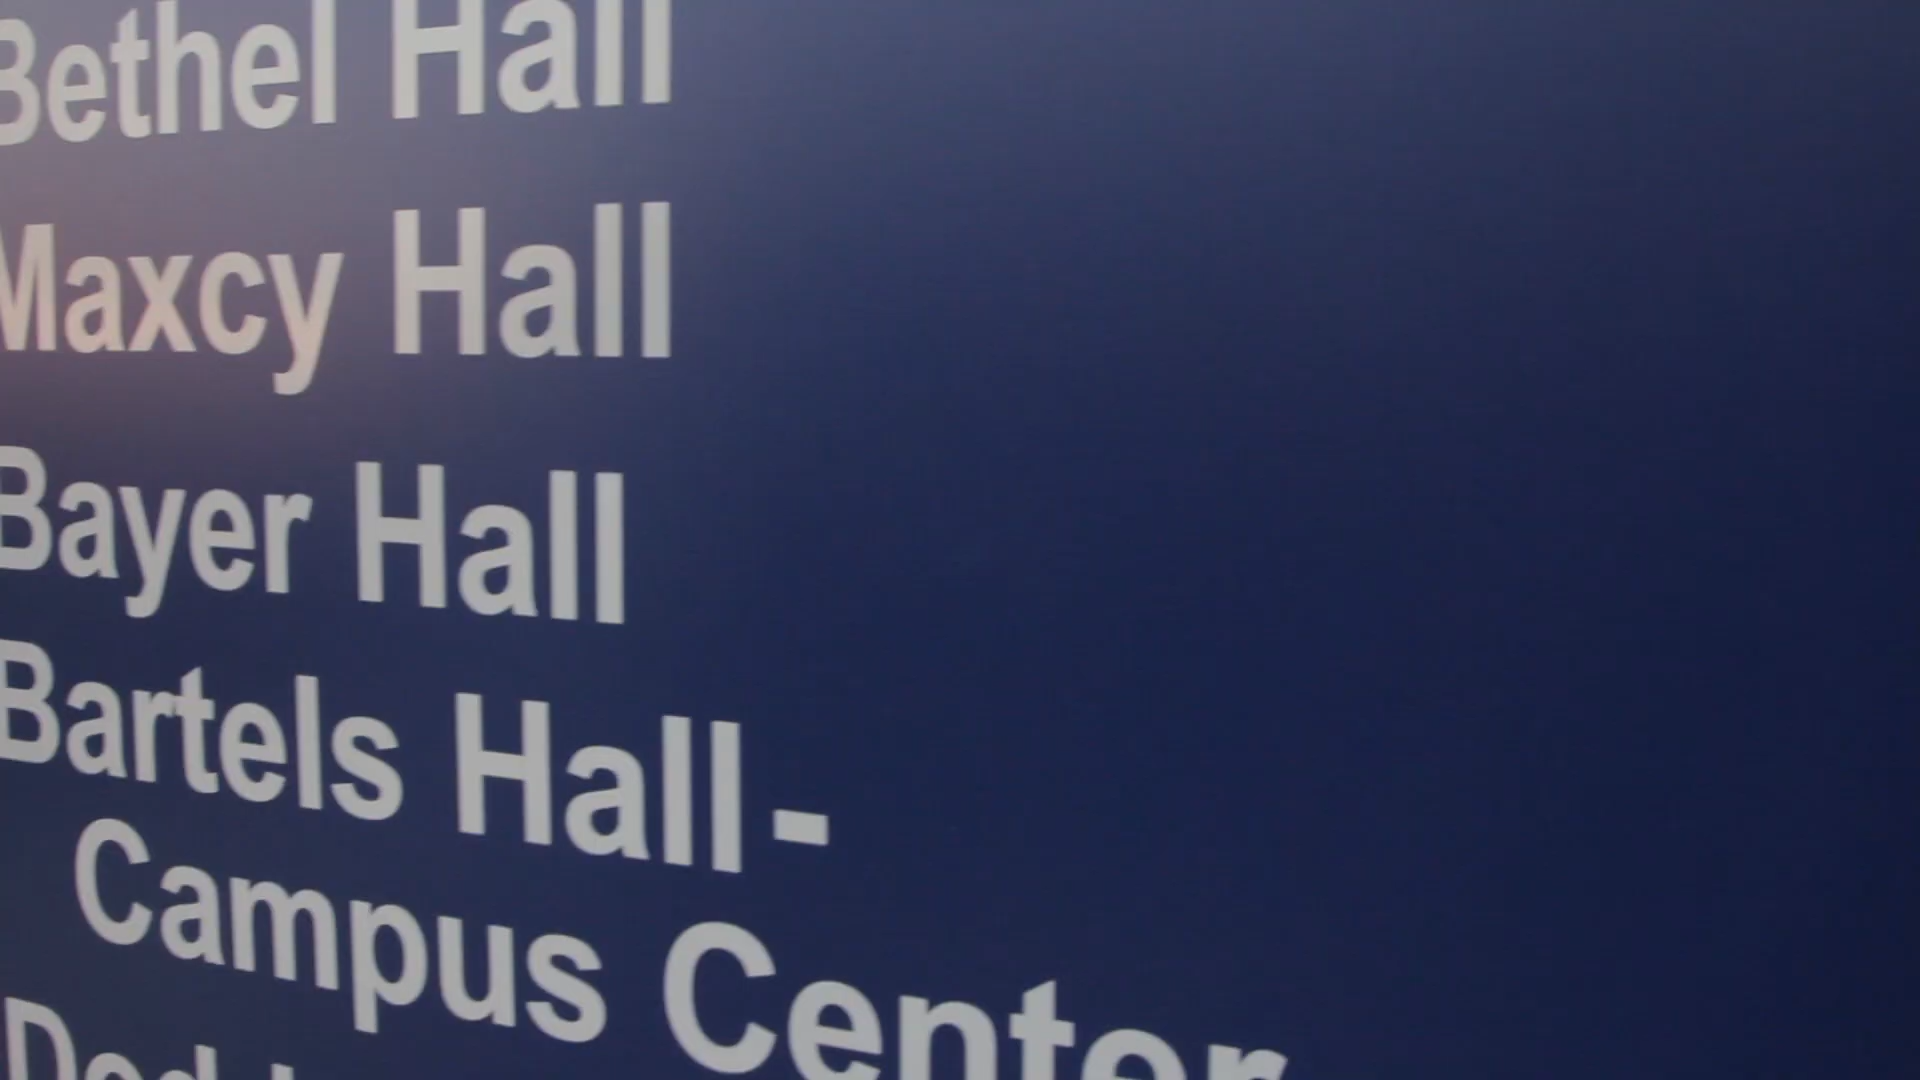 Bethel Hall
Maxcy Hall
Bayer Hall
Bartels Hall-
Campus Center